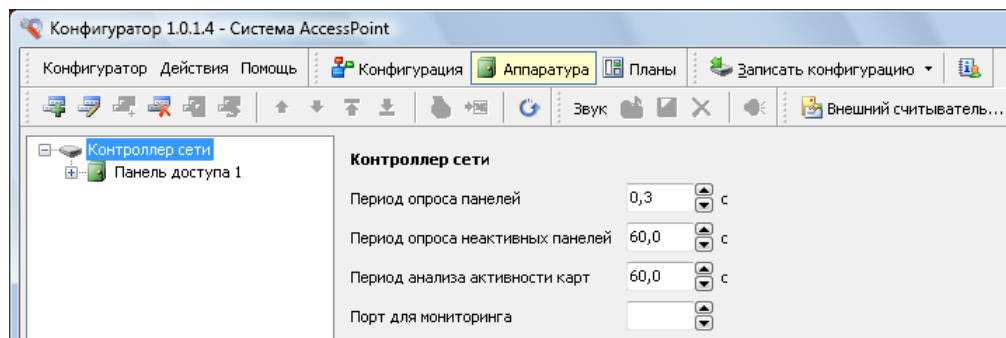 Конфигуратор 1.0.1.4 - Система AccessPoint
Конфигуратор Действия Помощь Конфигурация Аппаратура Планы Записать конфигурацию
Звук Внешний считыватель...
Контроллер сети
Панель доступа 1
Контроллер сети
Период опроса панелей 0,3 с
Период опроса неактивных панелей 60,0 с
Период анализа активности карт 60,0 с
Порт для мониторинга